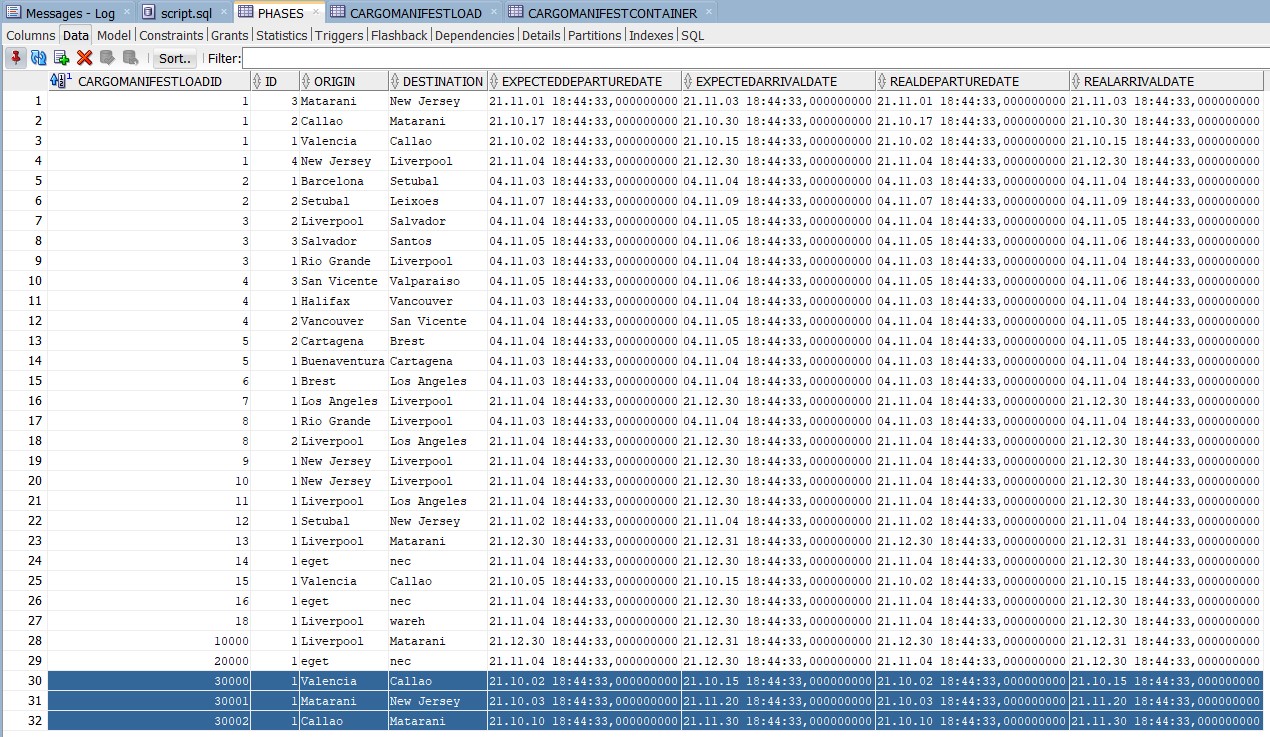 Messages - Log × script.sql × PHASES × CARGOMANIFESTLOAD × CARGOMANIFESTCONTAINER ×
Columns Data Model Constraints Grants Statistics Triggers Flashback Dependencies Details Partitions Indexes SQL
Sort.. Filter:
1 CARGOMANIFESTLOADID ID ORIGIN DESTINATION EXPECTEDDEPARTUREDATE EXPECTEDARRIVALDATE REALDEPARTUREDATE REALARRIVALDATE
1 1 3 Matarani New Jersey 21.11.01 18:44:33,000000000 21.11.03 18:44:33,000000000 21.11.01 18:44:33,000000000 21.11.03 18:44:33,000000000
2 1 2 Callao Matarani 21.10.17 18:44:33,000000000 21.10.30 18:44:33,000000000 21.10.17 18:44:33,000000000 21.10.30 18:44:33,000000000
3 1 1 Valencia Callao 21.10.02 18:44:33,000000000 21.10.15 18:44:33,000000000 21.10.02 18:44:33,000000000 21.10.15 18:44:33,000000000
4 1 4 New Jersey Liverpool 21.11.04 18:44:33,000000000 21.12.30 18:44:33,000000000 21.11.04 18:44:33,000000000 21.12.30 18:44:33,000000000
5 2 1 Barcelona Setubal 04.11.03 18:44:33,000000000 04.11.04 18:44:33,000000000 04.11.03 18:44:33,000000000 04.11.04 18:44:33,000000000
6 2 2 Setubal Leixoes 04.11.07 18:44:33,000000000 04.11.09 18:44:33,000000000 04.11.07 18:44:33,000000000 04.11.09 18:44:33,000000000
7 3 2 Liverpool Salvador 04.11.04 18:44:33,000000000 04.11.05 18:44:33,000000000 04.11.04 18:44:33,000000000 04.11.05 18:44:33,000000000
8 3 3 Salvador Santos 04.11.05 18:44:33,000000000 04.11.06 18:44:33,000000000 04.11.05 18:44:33,000000000 04.11.06 18:44:33,000000000
9 3 1 Rio Grande Liverpool 04.11.03 18:44:33,000000000 04.11.04 18:44:33,000000000 04.11.03 18:44:33,000000000 04.11.04 18:44:33,000000000
10 4 3 San Vicente Valparaiso 04.11.05 18:44:33,000000000 04.11.06 18:44:33,000000000 04.11.05 18:44:33,000000000 04.11.06 18:44:33,000000000
11 4 1 Halifax Vancouver 04.11.03 18:44:33,000000000 04.11.04 18:44:33,000000000 04.11.03 18:44:33,000000000 04.11.04 18:44:33,000000000
12 4 2 Vancouver San Vicente 04.11.04 18:44:33,000000000 04.11.05 18:44:33,000000000 04.11.04 18:44:33,000000000 04.11.05 18:44:33,000000000
13 5 2 Cartagena Brest 04.11.04 18:44:33,000000000 04.11.05 18:44:33,000000000 04.11.04 18:44:33,000000000 04.11.05 18:44:33,000000000
14 5 1 Buenaventura Cartagena 04.11.03 18:44:33,000000000 04.11.04 18:44:33,000000000 04.11.03 18:44:33,000000000 04.11.04 18:44:33,000000000
15 6 1 Brest Los Angeles 04.11.03 18:44:33,000000000 04.11.04 18:44:33,000000000 04.11.03 18:44:33,000000000 04.11.04 18:44:33,000000000
16 7 1 Los Angeles Liverpool 21.11.04 18:44:33,000000000 21.12.30 18:44:33,000000000 21.11.04 18:44:33,000000000 21.12.30 18:44:33,000000000
17 8 1 Rio Grande Liverpool 04.11.03 18:44:33,000000000 04.11.04 18:44:33,000000000 04.11.03 18:44:33,000000000 04.11.04 18:44:33,000000000
18 8 2 Liverpool Los Angeles 21.11.04 18:44:33,000000000 21.12.30 18:44:33,000000000 21.11.04 18:44:33,000000000 21.12.30 18:44:33,000000000
19 9 1 New Jersey Liverpool 21.11.04 18:44:33,000000000 21.12.30 18:44:33,000000000 21.11.04 18:44:33,000000000 21.12.30 18:44:33,000000000
20 10 1 New Jersey Liverpool 21.11.04 18:44:33,000000000 21.12.30 18:44:33,000000000 21.11.04 18:44:33,000000000 21.12.30 18:44:33,000000000
21 11 1 Liverpool Los Angeles 21.11.04 18:44:33,000000000 21.12.30 18:44:33,000000000 21.11.04 18:44:33,000000000 21.12.30 18:44:33,000000000
22 12 1 Setubal New Jersey 21.11.02 18:44:33,000000000 21.11.04 18:44:33,000000000 21.11.02 18:44:33,000000000 21.11.04 18:44:33,000000000
23 13 1 Liverpool Matarani 21.12.30 18:44:33,000000000 21.12.31 18:44:33,000000000 21.12.30 18:44:33,000000000 21.12.31 18:44:33,000000000
24 14 1 eget nec 21.11.04 18:44:33,000000000 21.12.30 18:44:33,000000000 21.11.04 18:44:33,000000000 21.12.30 18:44:33,000000000
25 15 1 Valencia Callao 21.10.05 18:44:33,000000000 21.10.15 18:44:33,000000000 21.10.02 18:44:33,000000000 21.10.15 18:44:33,000000000
26 16 1 eget nec 21.11.04 18:44:33,000000000 21.12.30 18:44:33,000000000 21.11.04 18:44:33,000000000 21.12.30 18:44:33,000000000
27 18 1 Liverpool wareh 21.11.04 18:44:33,000000000 21.12.30 18:44:33,000000000 21.11.04 18:44:33,000000000 21.12.30 18:44:33,000000000
28 10000 1 Liverpool Matarani 21.12.30 18:44:33,000000000 21.12.31 18:44:33,000000000 21.12.30 18:44:33,000000000 21.12.31 18:44:33,000000000
29 20000 1 eget nec 21.11.04 18:44:33,000000000 21.12.30 18:44:33,000000000 21.11.04 18:44:33,000000000 21.12.30 18:44:33,000000000
30 30000 1 Valencia Callao 21.10.02 18:44:33,000000000 21.10.15 18:44:33,000000000 21.10.02 18:44:33,000000000 21.10.15 18:44:33,000000000
31 30001 1 Matarani New Jersey 21.10.03 18:44:33,000000000 21.11.20 18:44:33,000000000 21.10.03 18:44:33,000000000 21.11.20 18:44:33,000000000
32 30002 1 Callao Matarani 21.10.10 18:44:33,000000000 21.11.30 18:44:33,000000000 21.10.10 18:44:33,000000000 21.11.30 18:44:33,000000000